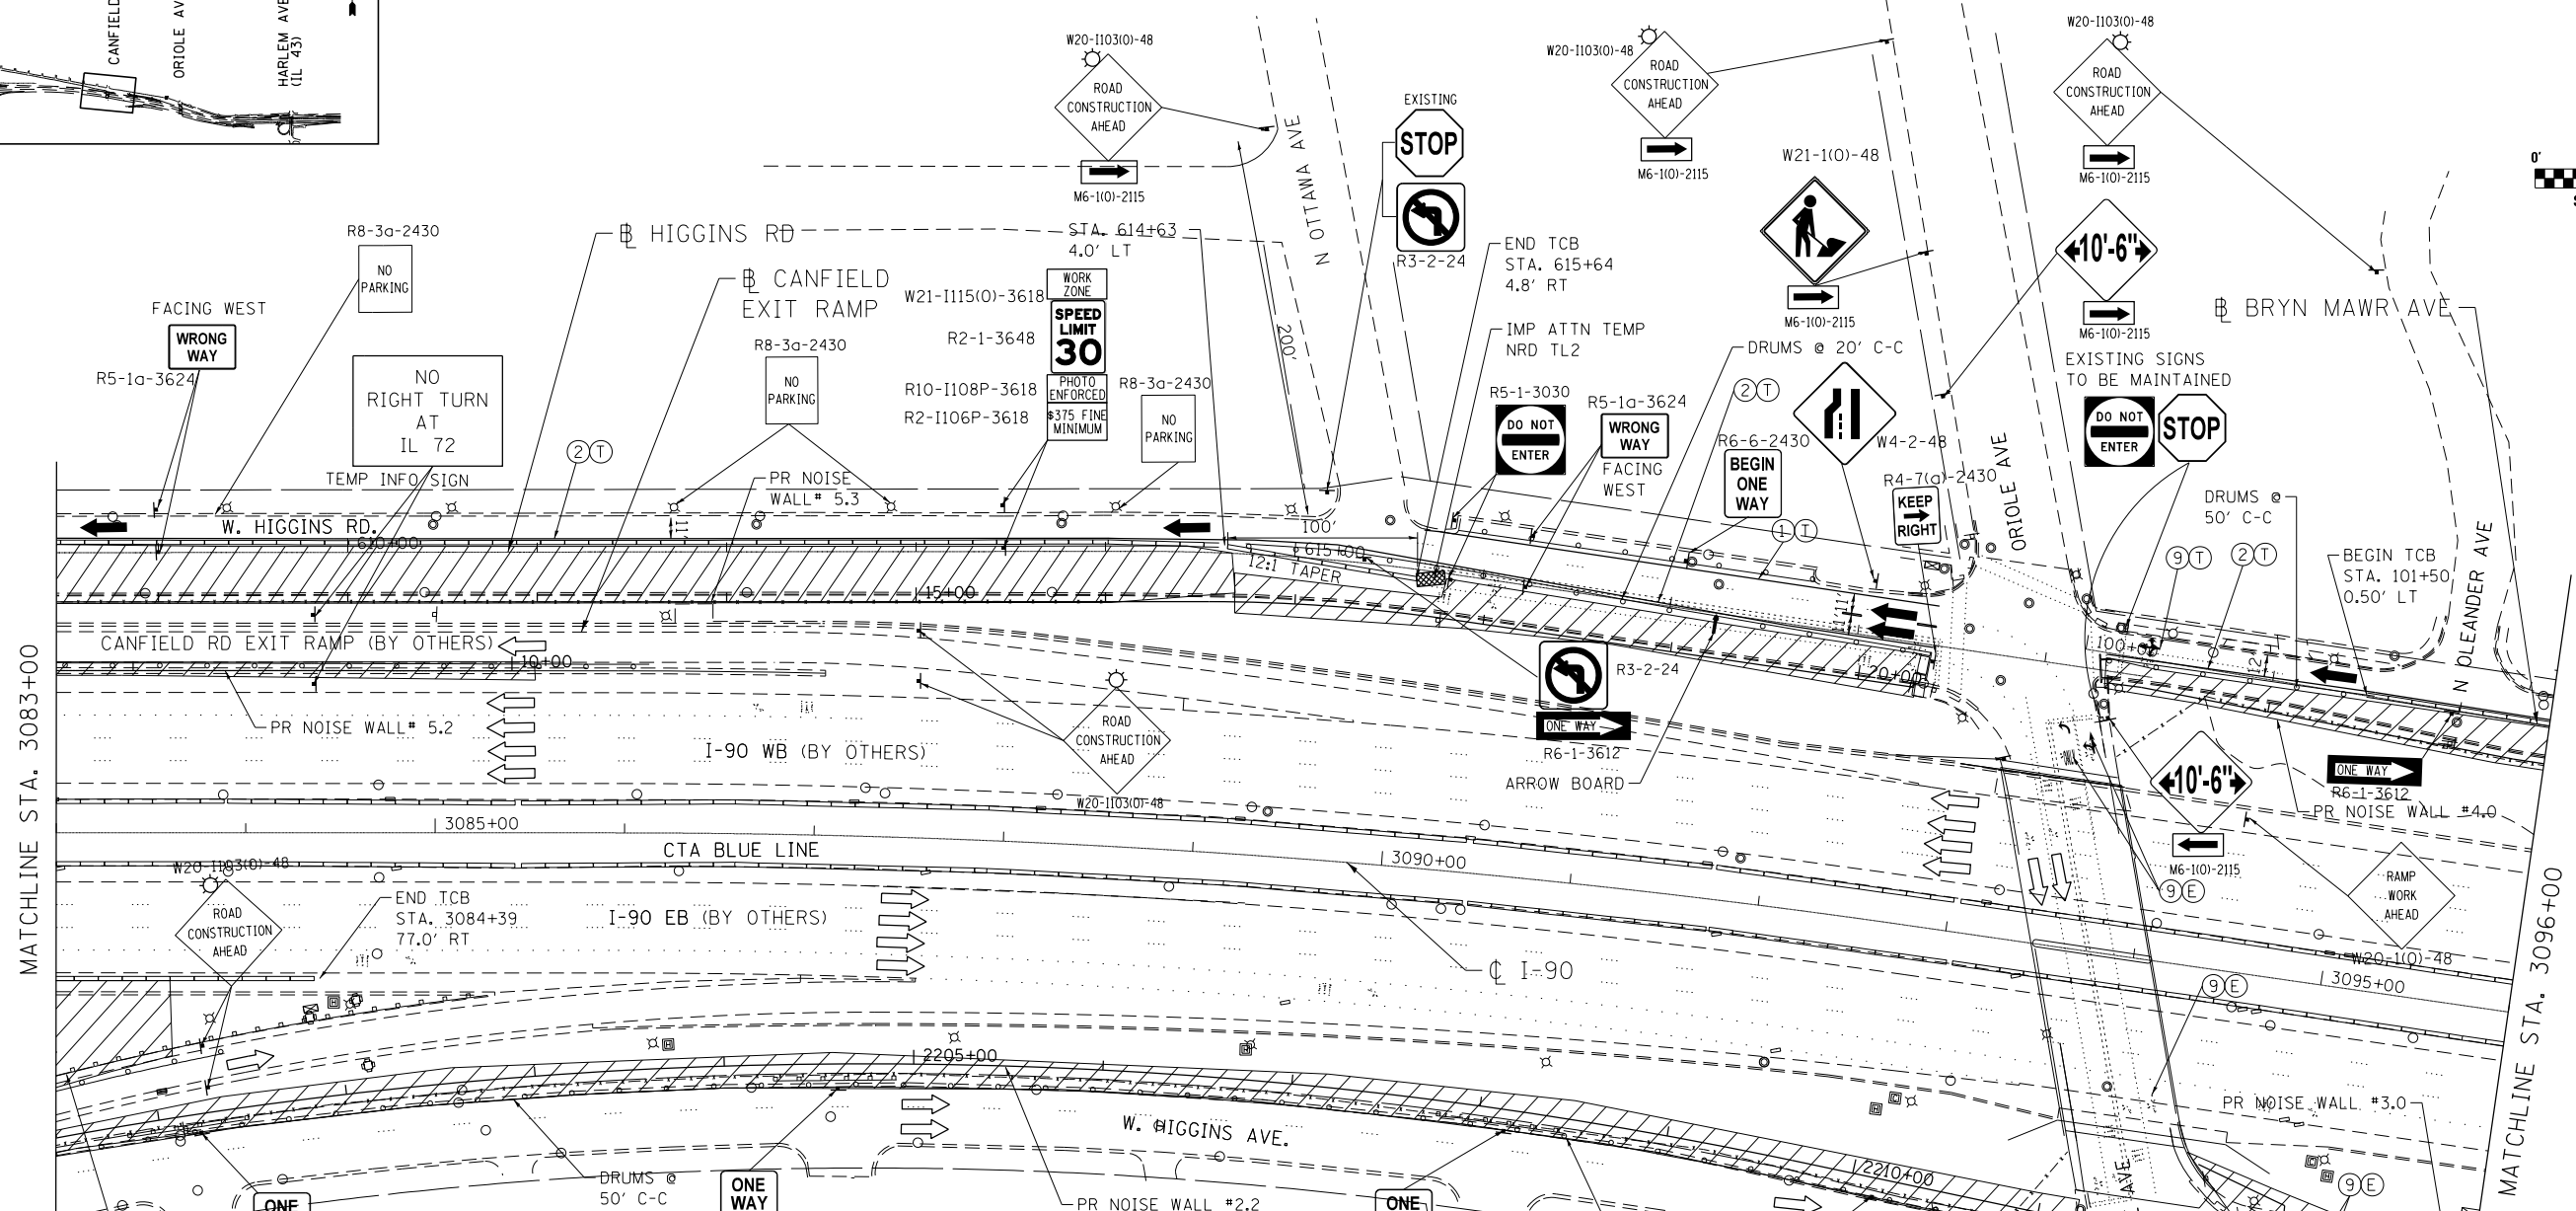 CANFIELD
ORIOLE AV
HARLEM AVE
(IL 43)
W20-I103(O)-48
ROAD
CONSTRUCTION
AHEAD
M6-1(O)-2115
N OTTAWA AVE
EXISTING
STOP
R3-2-24
W20-I103(O)-48
ROAD
CONSTRUCTION
AHEAD
M6-1(O)-2115
W21-1(O)-48
M6-1(O)-2115
W20-I103(O)-48
ROAD
CONSTRUCTION
AHEAD
M6-1(O)-2115
10'-6"
M6-1(O)-2115
0'
BL BRYN MAWR AVE
R8-3a-2430
NO
PARKING
BL HIGGINS RD
BL CANFIELD
EXIT RAMP
STA. 614+63
4.0' LT
W21-I115(O)-3618
WORK
ZONE
R2-1-3648
SPEED
LIMIT
30
R10-I108P-3618
PHOTO
ENFORCED
R2-I106P-3618
$375 FINE
MINIMUM
FACING WEST
WRONG
WAY
R5-1a-3624
NO
RIGHT TURN
AT
IL 72
TEMP INFO SIGN
2 T
R8-3a-2430
NO
PARKING
PR NOISE
WALL# 5.3
R8-3a-2430
NO
PARKING
200'
END TCB
STA. 615+64
4.8' RT
IMP ATTN TEMP
NRD TL2
R5-1-3030
DO NOT
ENTER
R5-1a-3624
WRONG
WAY
FACING
WEST
DRUMS @ 20' C-C
2 T
R6-6-2430
BEGIN
ONE
WAY
W4-2-48
1 I
R4-7(a)-2430
KEEP
RIGHT
ORIOLE AVE
EXISTING SIGNS
TO BE MAINTAINED
DO NOT
ENTER
STOP
DRUMS @
50' C-C
9 T
2 T
BEGIN TCB
STA. 101+50
0.50' LT
N OLEANDER AVE
W. HIGGINS RD.
610+00
11'
100'
615+00
12:1 TAPER
11'
15+00
20+00
100+00
12'
CANFIELD RD EXIT RAMP (BY OTHERS)
10+00
PR NOISE WALL# 5.2
I-90 WB (BY OTHERS)
ROAD
CONSTRUCTION
AHEAD
W20-I103(O)-48
R3-2-24
ONE WAY
R6-1-3612
ARROW BOARD
10'-6"
M6-1(O)-2115
9 E
ONE WAY
R6-1-3612
PR NOISE WALL #4.0
RAMP
WORK
AHEAD
W20-1(O)-48
MATCHLINE STA. 3083+00
3085+00
CTA BLUE LINE
3090+00
3095+00
W20-I103(O)-48
ROAD
CONSTRUCTION
AHEAD
END TCB
STA. 3084+39
77.0' RT
I-90 EB (BY OTHERS)
CL I-90
9 E
MATCHLINE STA. 3096+00
2205+00
W. HIGGINS AVE.
2210+00
PR NOISE WALL #3.0
9 E
AVE
ONE
DRUMS @
50' C-C
ONE
WAY
PR NOISE WALL #2.2
ONE